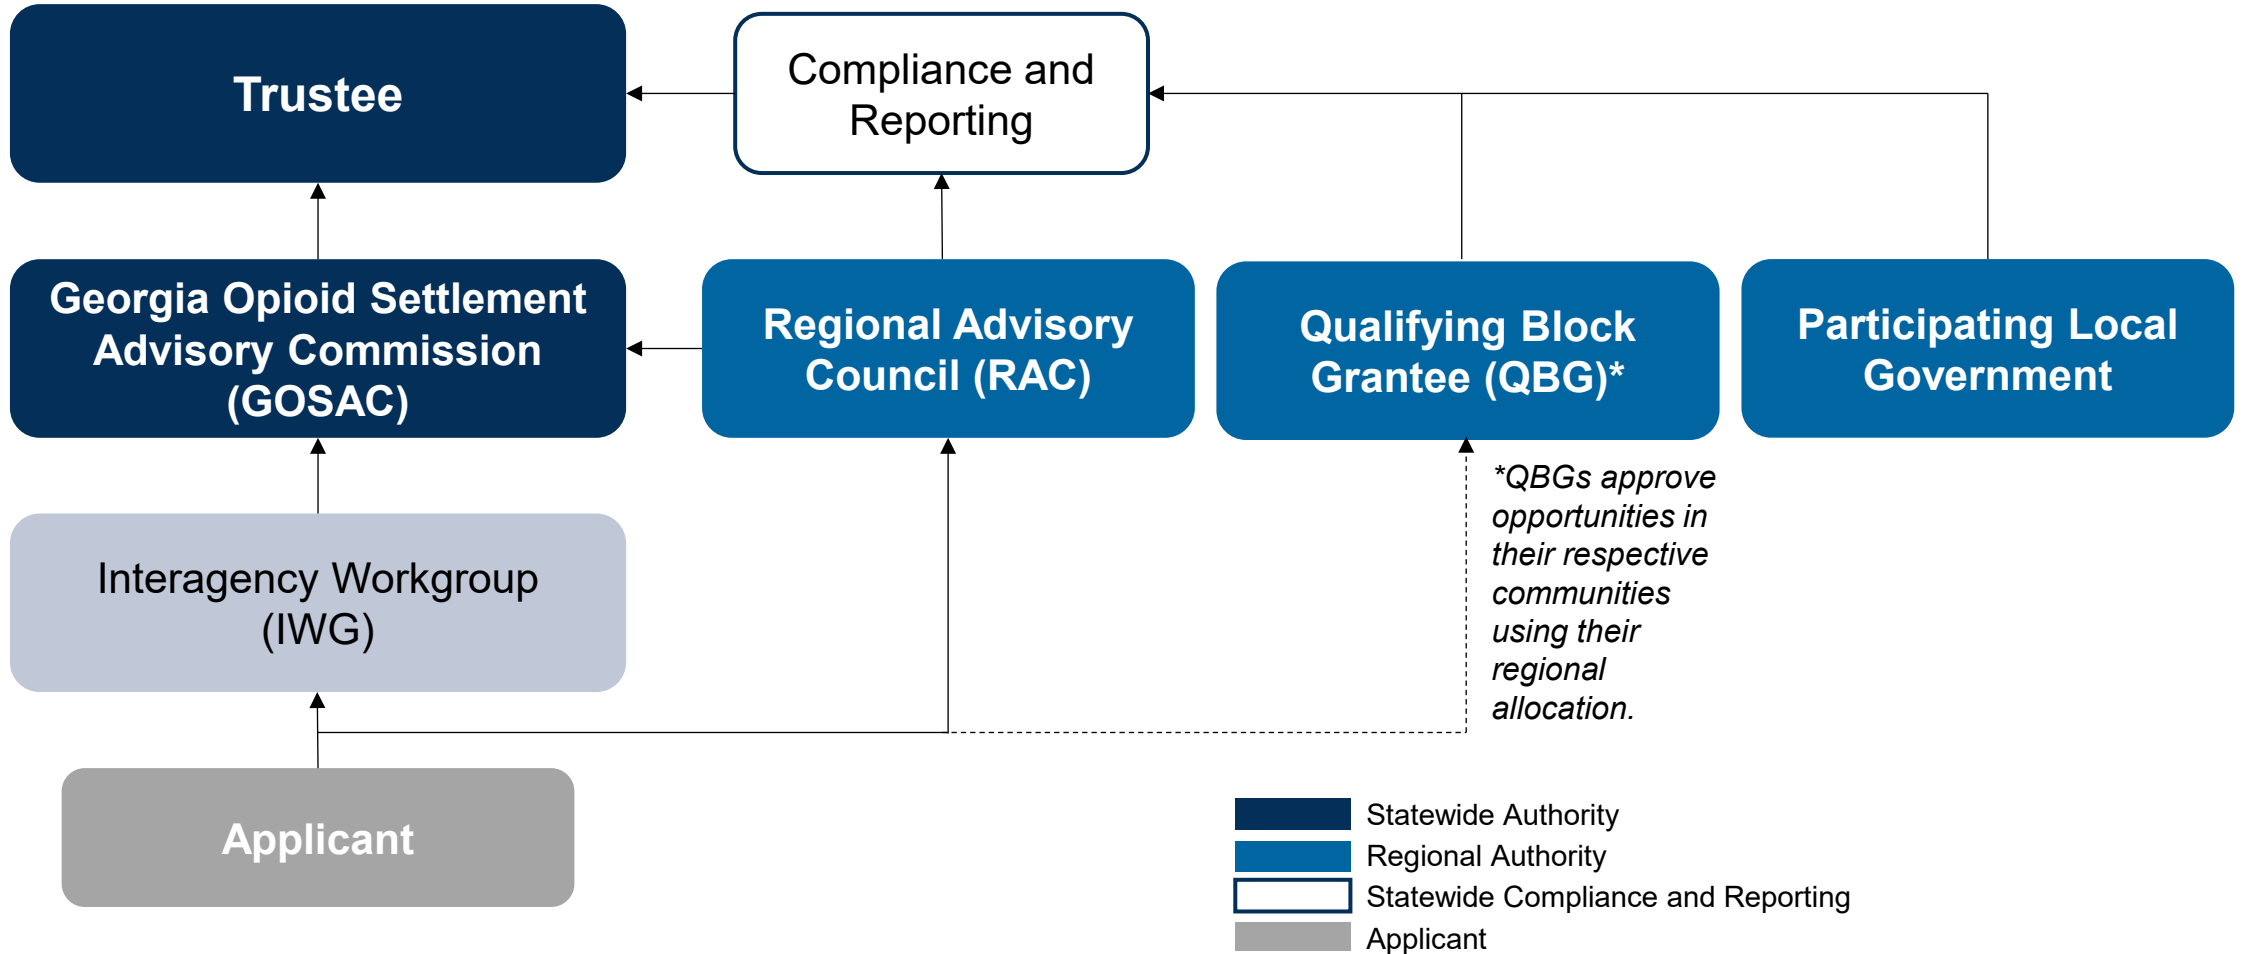 Trustee
Compliance and
Reporting
Georgia Opioid Settlement
Advisory Commission
(GOSAC)
Regional Advisory
Council (RAC)
Qualifying Block
Grantee (QBG)*
Participating Local
Government
*QBGs approve
opportunities in
their respective
communities
using their
regional
allocation.
Interagency Workgroup
(IWG)
Applicant
Statewide Authority
Regional Authority
Statewide Compliance and Reporting
Applicant